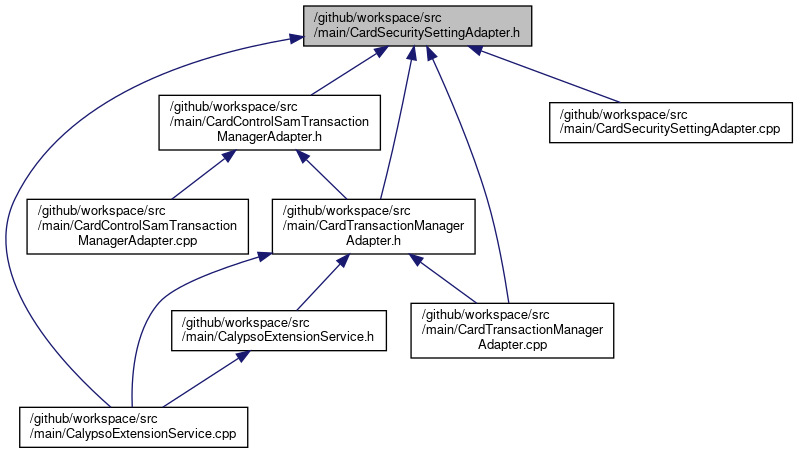 /github/workspace/src
/main/CardSecuritySettingAdapter.h
/github/workspace/src
/main/CardControlSamTransaction
ManagerAdapter.h
/github/workspace/src
/main/CardSecuritySettingAdapter.cpp
/github/workspace/src
/main/CardControlSamTransaction
ManagerAdapter.cpp
/github/workspace/src
/main/CardTransactionManager
Adapter.h
/github/workspace/src
/main/CalypsoExtensionService.h
/github/workspace/src
/main/CardTransactionManager
Adapter.cpp
/github/workspace/src
/main/CalypsoExtensionService.cpp